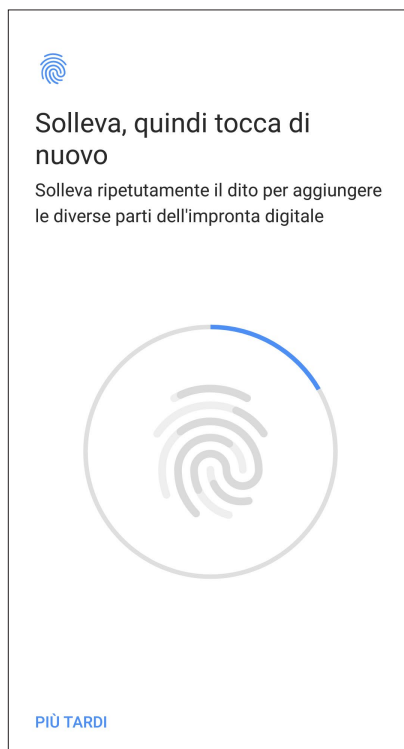 Solleva, quindi tocca di
nuovo
Solleva ripetutamente il dito per aggiungere
le diverse parti dell'impronta digitale
PIÙ TARDI